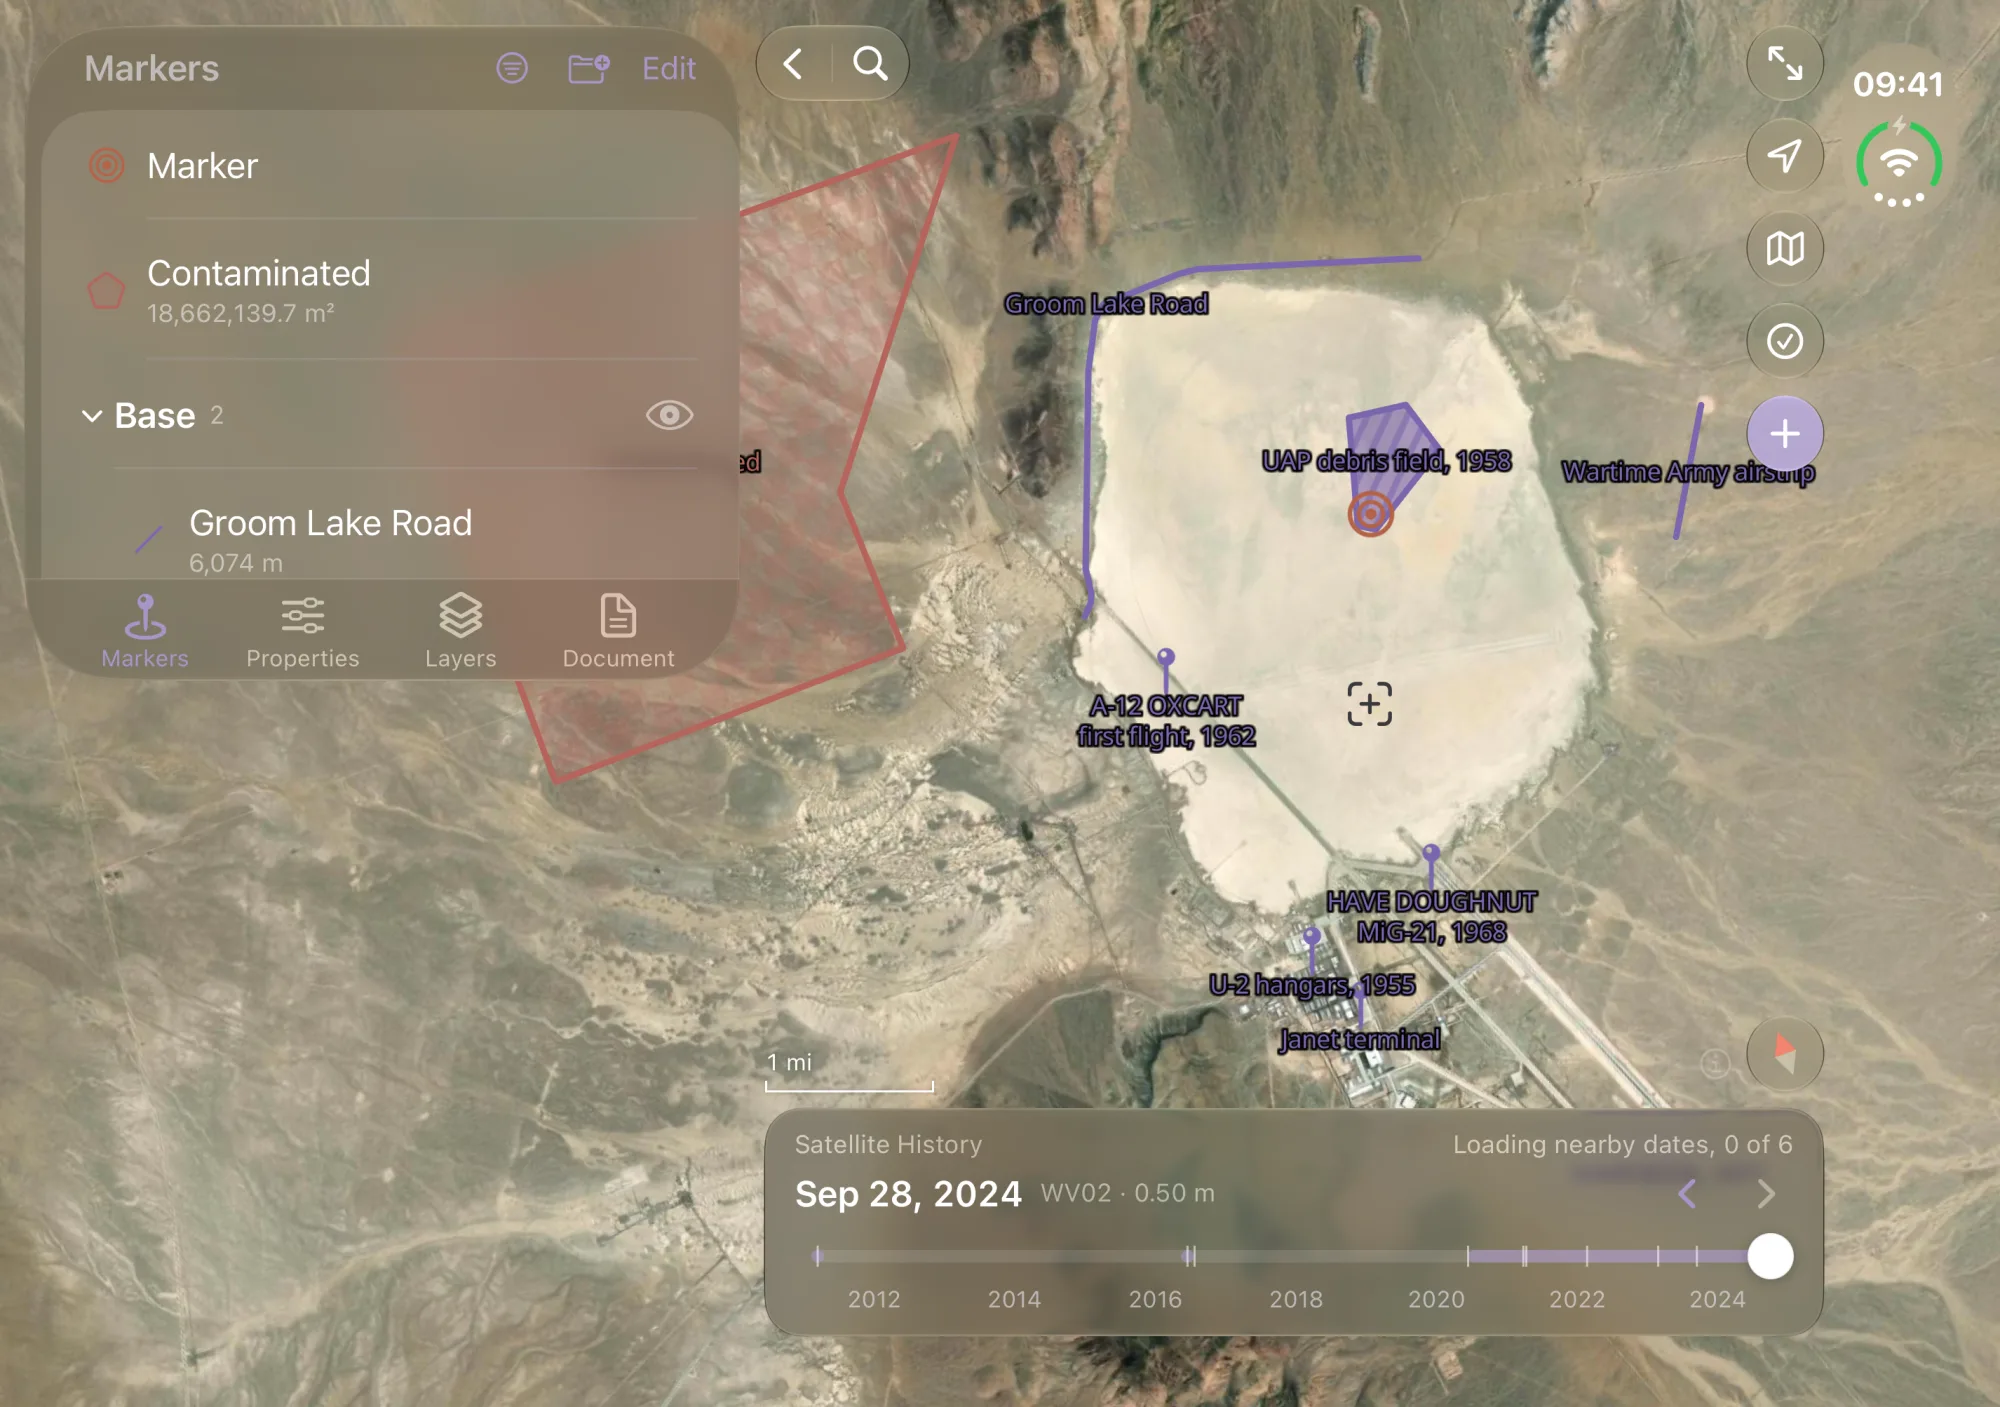 Markers
Edit
09:41
Marker
Contaminated
18,662,139.7 m²
Base 2
Groom Lake Road
6,074 m
Markers
Properties
Layers
Document
ed
Groom Lake Road
UAP debris field, 1958
Wartime Army airstrip
A-12 OXCART
first flight, 1962
HAVE DOUGHNUT
MiG-21, 1968
U-2 hangars, 1955
Janet terminal
1 mi
Satellite History
Loading nearby dates, 0 of 6
Sep 28, 2024 WV02 · 0.50 m
2012 2014 2016 2018 2020 2022 2024